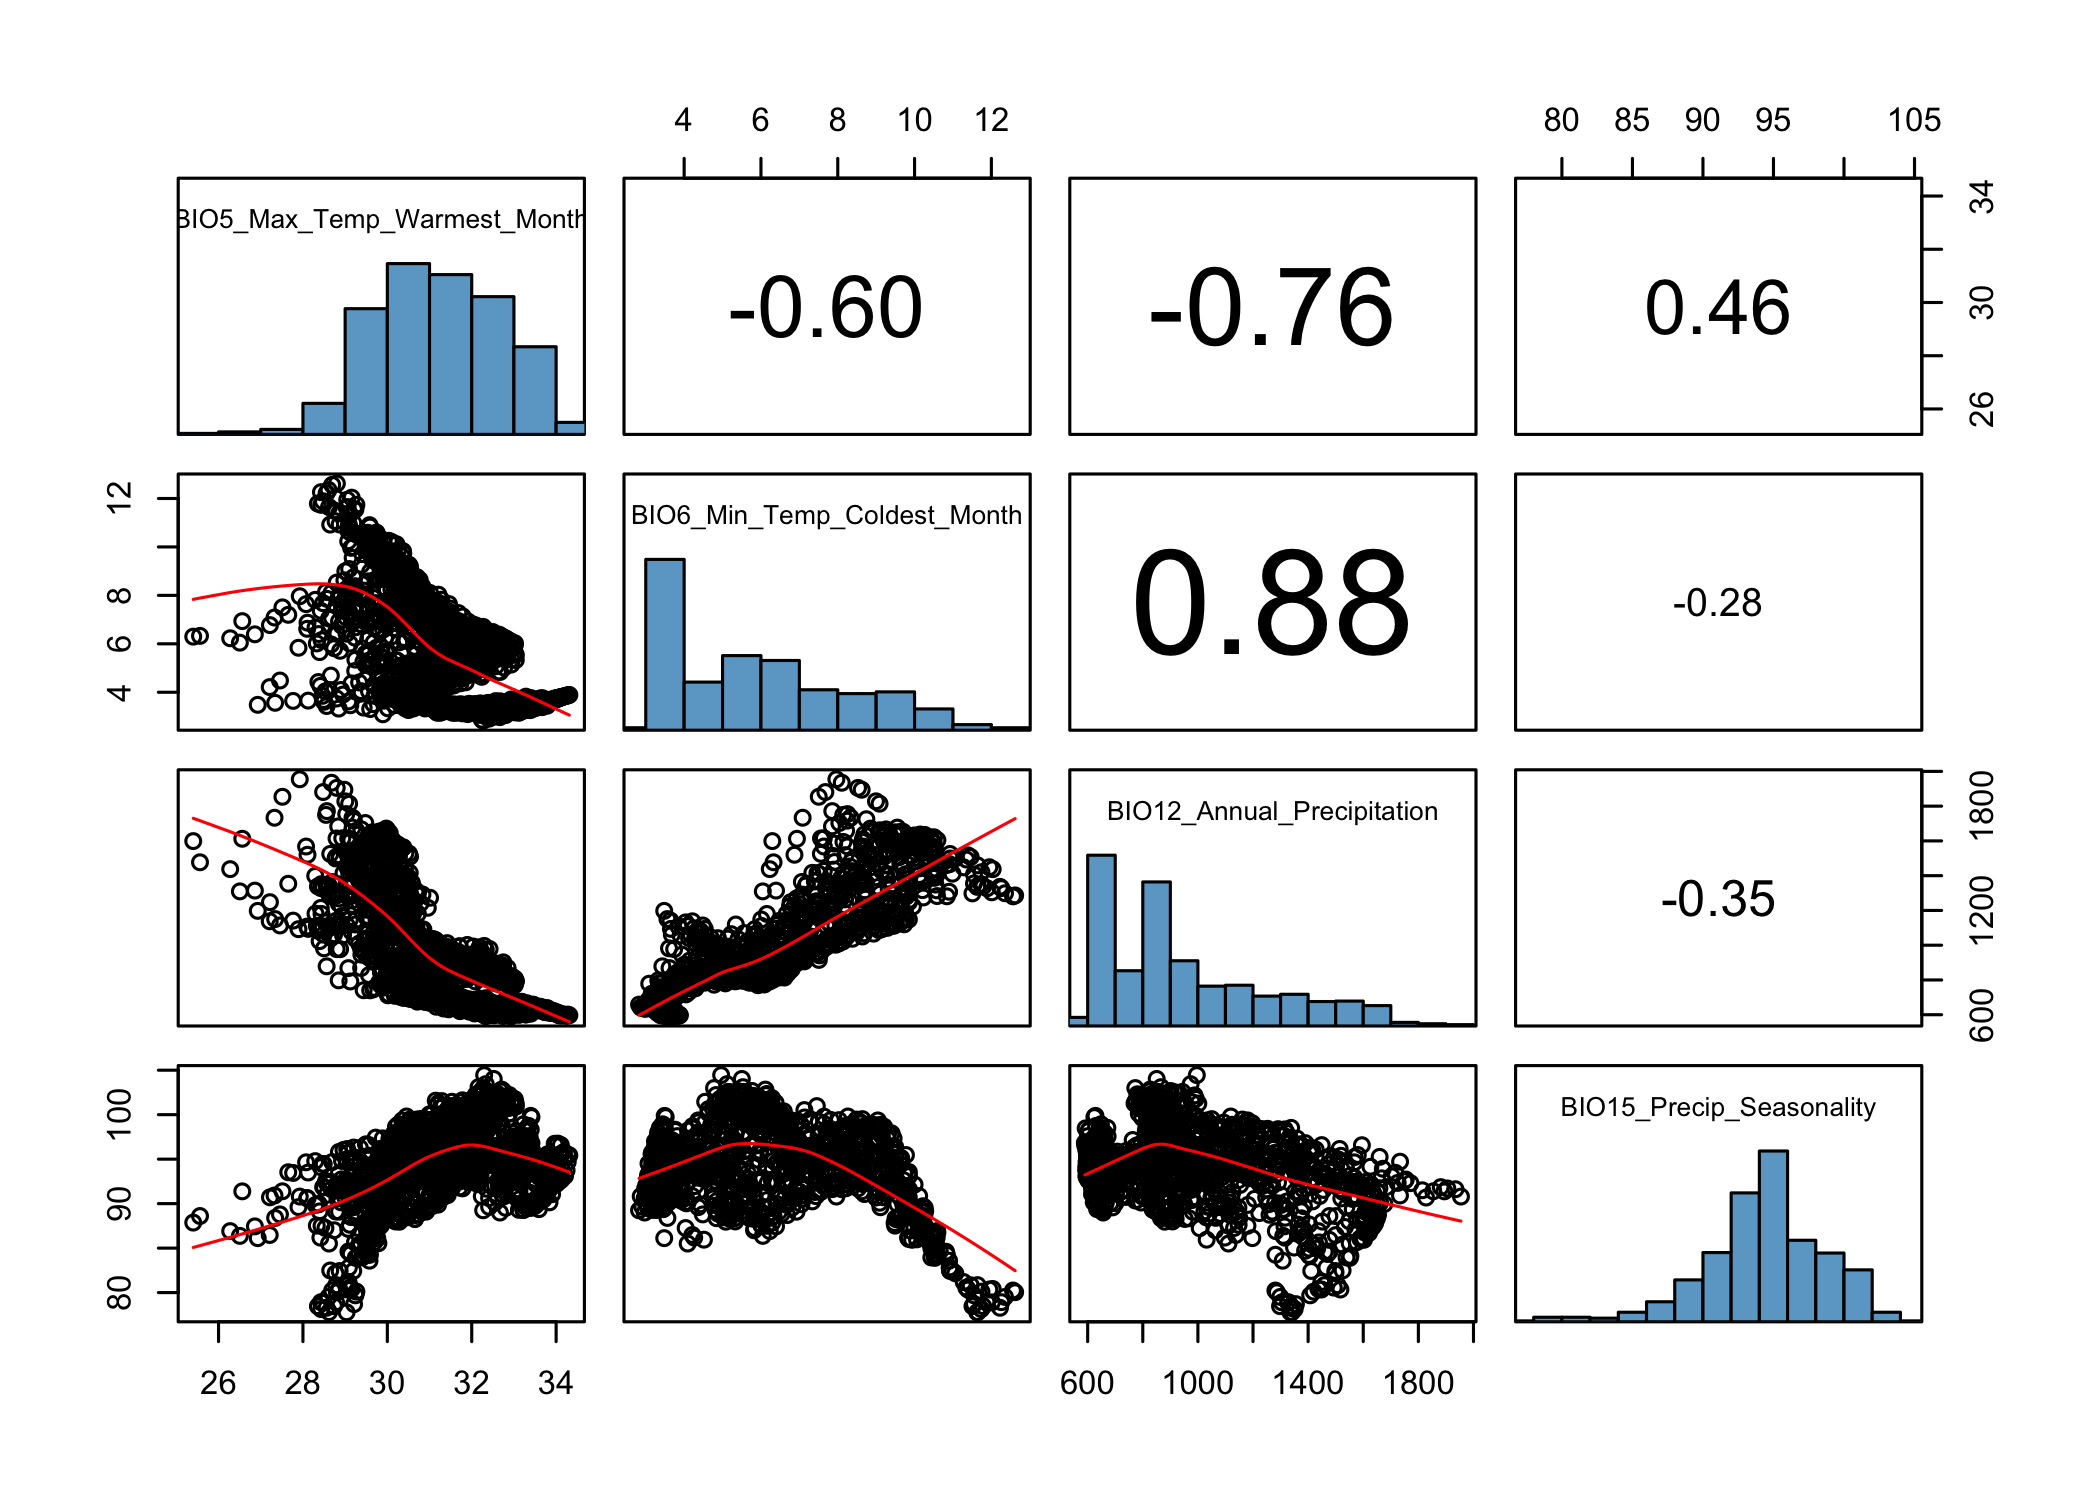 4 6 8 10 12
80 85 90 95 105
BIO5_Max_Temp_Warmest_Month
-0.60
-0.76
0.46
26 30 34
4 6 8 12
BIO6_Min_Temp_Coldest_Month
0.88
-0.28
BIO12_Annual_Precipitation
-0.35
600 1200 1800
80 90 100
BIO15_Precip_Seasonality
26 28 30 32 34
600 1000 1400 1800